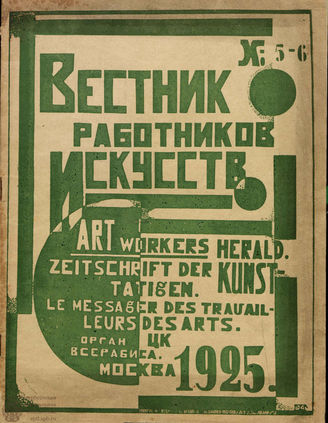 № 5-6
ВЕСТНИК
РАБОТНИКОВ
ИСКУССТВ
ART WORKERS HERALD.
ZEITSCHRIFT DER KUNST-
TATIGEN.
LE MESSAGER DES TRAVAIL-
LEURS DES ARTS.
ОРГАН ЦК
ВСЕРАБИСА.
МОСКВА 1925.